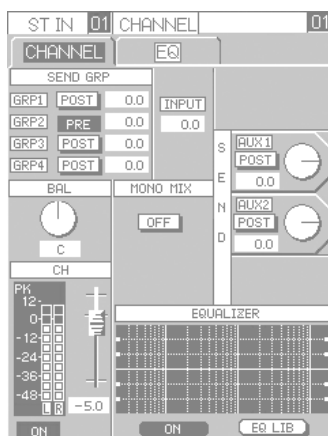 ST IN 01 CHANNEL 01
CHANNEL EQ
SEND GRP
GRP1 POST 0.0
GRP2 PRE 0.0
GRP3 POST 0.0
GRP4 POST 0.0
INPUT
0.0
SEND
AUX1
POST
0.0
AUX2
POST
0.0
BAL
C
MONO MIX
OFF
CH
PK
12-
0-
-12-
-24-
-36-
-48-
L R
-5.0
ON
EQUALIZER
ON EQ LIB